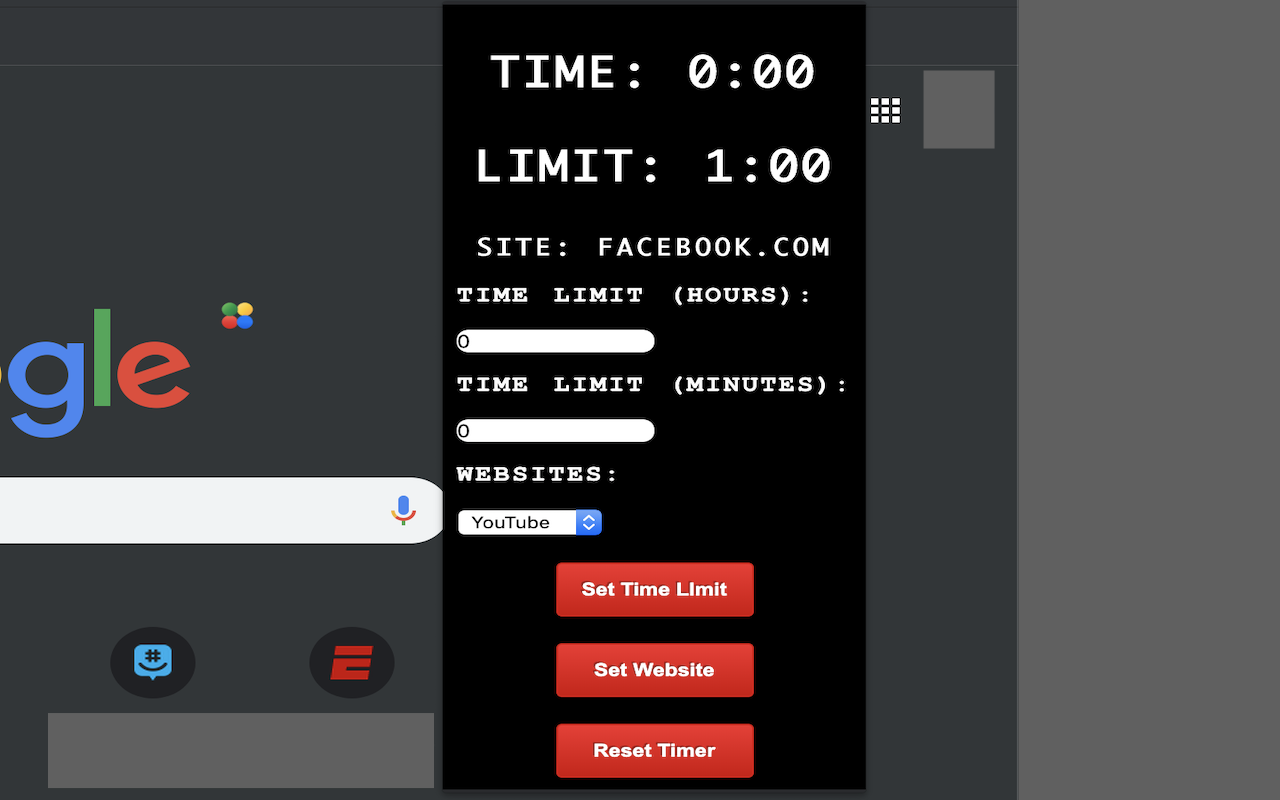 TIME: 0:00
LIMIT: 1:00
SITE: FACEBOOK.COM
TIME LIMIT (HOURS):
0
TIME LIMIT (MINUTES):
0
WEBSITES:
YouTube
Set Time LImit
Set Website
Reset Timer
gle